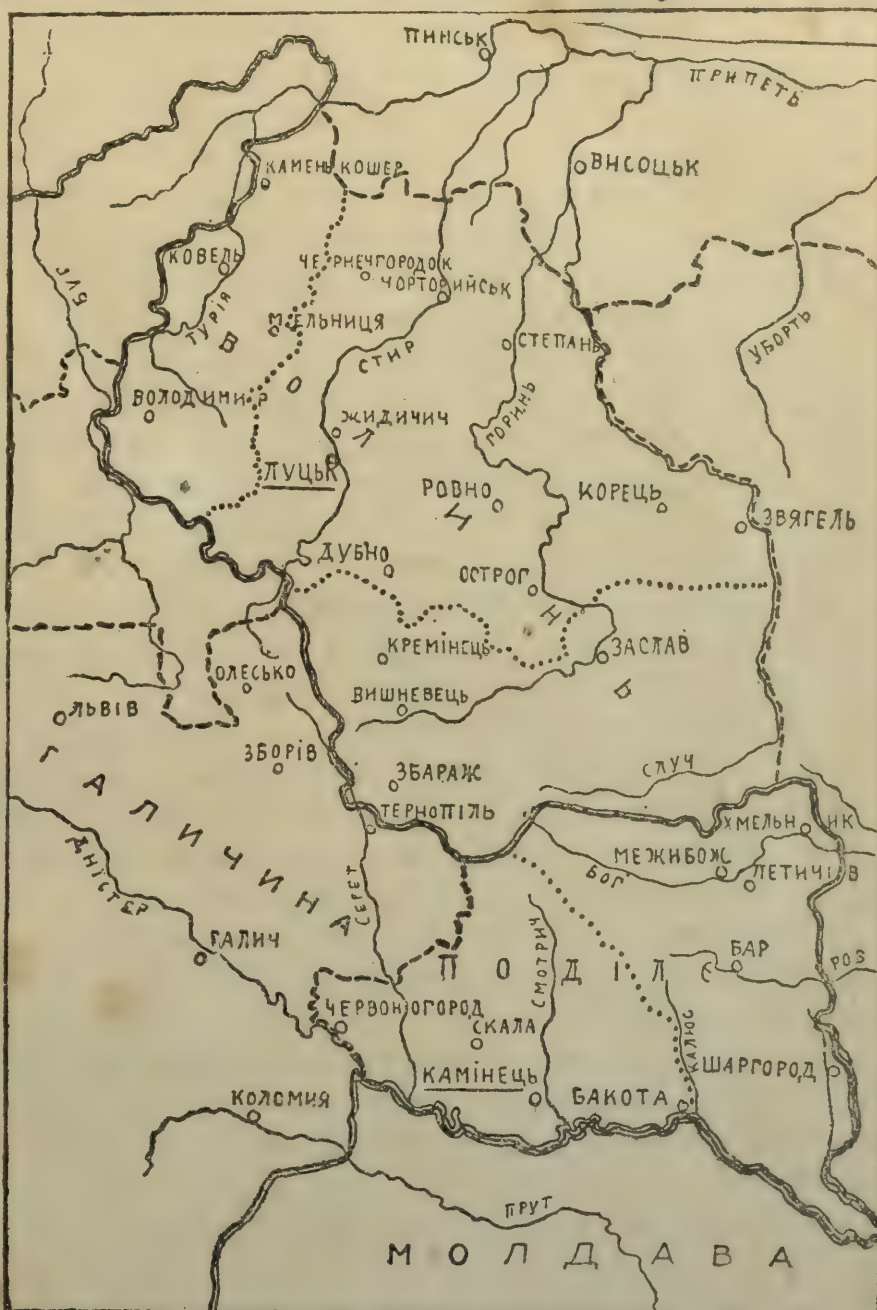 ПИНСЬК
ПРИПЕТЬ
КАМЕНЬ КОШЕР
ВИСОЦЬК
БУГ
КОВЕЛЬ
ЧЕРНЕЧГОРОДОК
ЧОРТОРИЙСЬК
ТУРІЯ
МЕЛЬНИЦЯ
СТИР
СТЕПАНЬ
УБОРТЬ
ВОЛОДИМИР
ЖИДИЧИЧ
ГОРИНЬ
ЛУЦЬК
РОВНО
КОРЕЦЬ
ЗВЯГЕЛЬ
ВОЛИНЬ
ДУБНО
ОСТРОГ
КРЕМІНЕЦЬ
ЗАСЛАВ
ОЛЕСЬКО
ВИШНЕВЕЦЬ
ЛЬВІВ
ЗБОРІВ
ЗБАРАЖ
СЛУЧ
ГАЛИЧИНА
ТЕРНОПІЛЬ
ХМЕЛЬНИК
МЕЖИБОЖ
БОГ
ЛЕТИЧІВ
ДНІСТЕР
СЕРЕТ
ГАЛИЧ
СМОТРИЧ
БАР
РОВ
ПОДІЛЄ
ЧЕРВОНОГОРОД
СКАЛА
КАЛЮС
ШАРГОРОД
КАМІНЕЦЬ
БАКОТА
КОЛОМИЯ
ПРУТ
МОЛДАВА